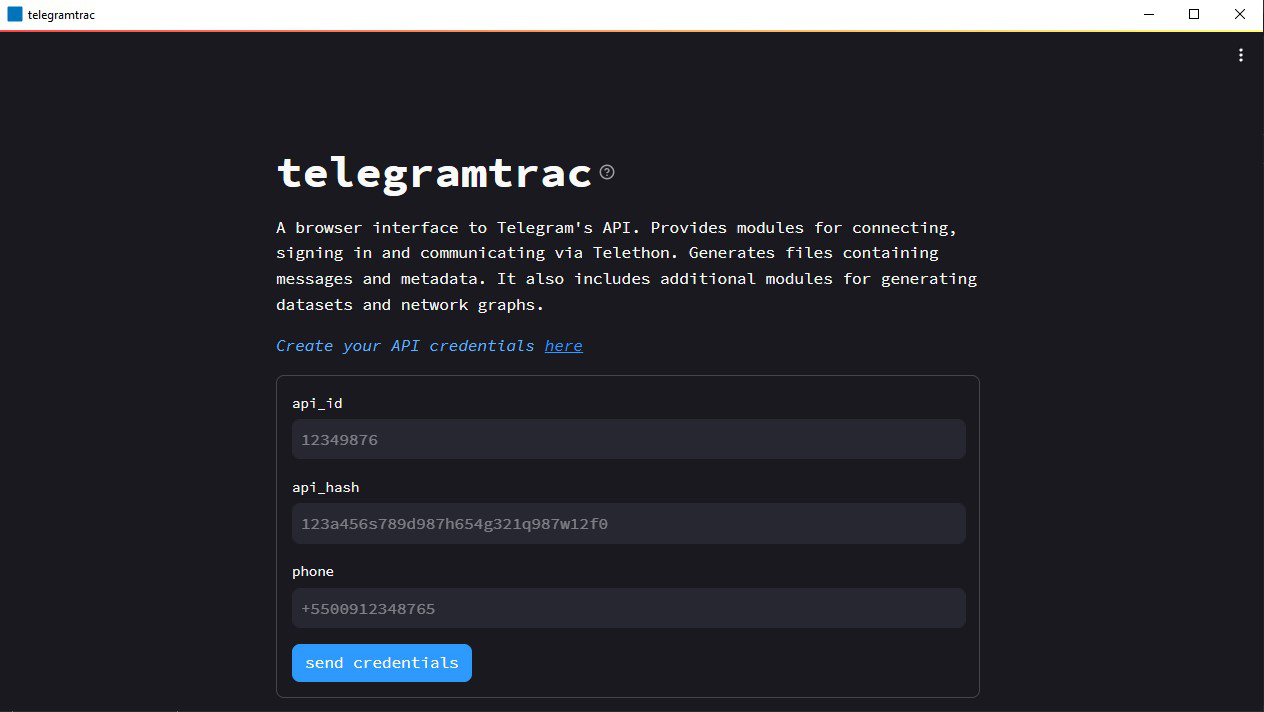 telegramtrac
telegramtrac
A browser interface to Telegram's API. Provides modules for connecting,
signing in and communicating via Telethon. Generates files containing
messages and metadata. It also includes additional modules for generating
datasets and network graphs.
Create your API credentials here
api_id
12349876
api_hash
123a456s789d987h654g321q987w12f0
phone
+5500912348765
send credentials